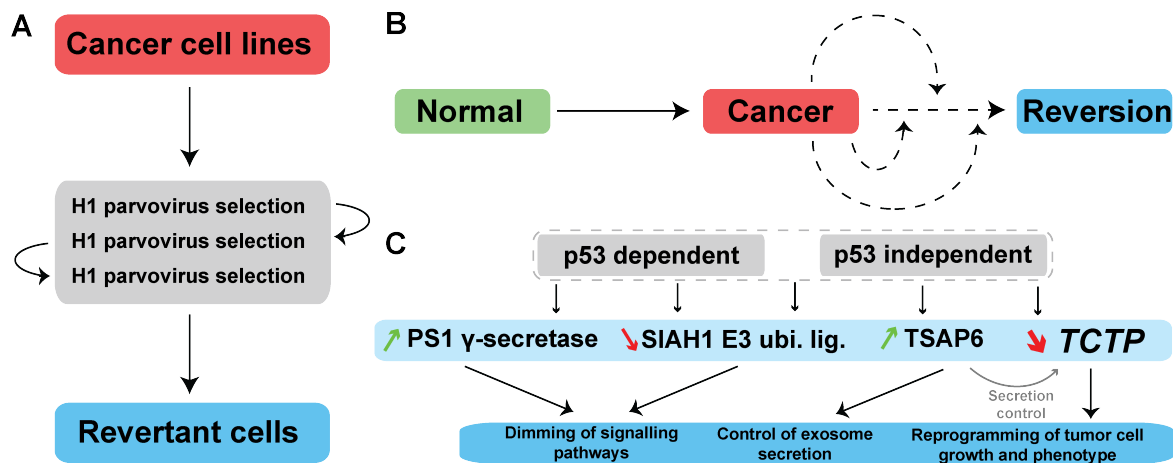 A
Cancer cell lines
H1 parvovirus selection
H1 parvovirus selection
H1 parvovirus selection
Revertant cells
B
Normal
Cancer
Reversion
C
p53 dependent
p53 independent
PS1 γ-secretase
SIAH1 E3 ubi. lig.
TSAP6
TCTP
Secretion
control
Dimming of signalling
pathways
Control of exosome
secretion
Reprogramming of tumor cell
growth and phenotype